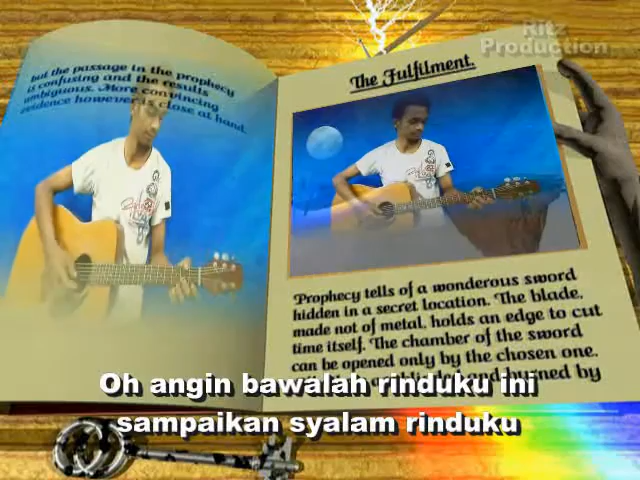 Ritz
Production
but the passage in the prophecy
is confusing and the results
ambiguous. More convincing
evidence however is close at hand.
The Fulfilment.
Prophecy tells of a wonderous sword
hidden in a secret location. The blade,
made not of metal, holds an edge to cut
time itself. The chamber of the sword
can be opened only by the chosen one.
and burned by
Oh angin bawalah rinduku ini
sampaikan syalam rinduku